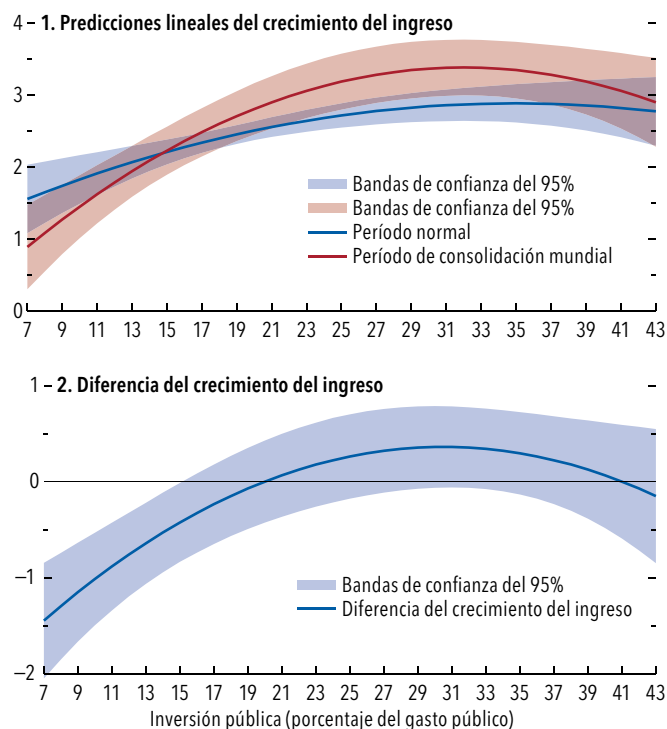 1. Predicciones lineales del crecimiento del ingreso
4
3
2
1
0
Bandas de confianza del 95%
Bandas de confianza del 95%
Período normal
Período de consolidación mundial
7 9 11 13 15 17 19 21 23 25 27 29 31 33 35 37 39 41 43
2. Diferencia del crecimiento del ingreso
1
0
−1
−2
Bandas de confianza del 95%
Diferencia del crecimiento del ingreso
7 9 11 13 15 17 19 21 23 25 27 29 31 33 35 37 39 41 43
Inversión pública (porcentaje del gasto público)